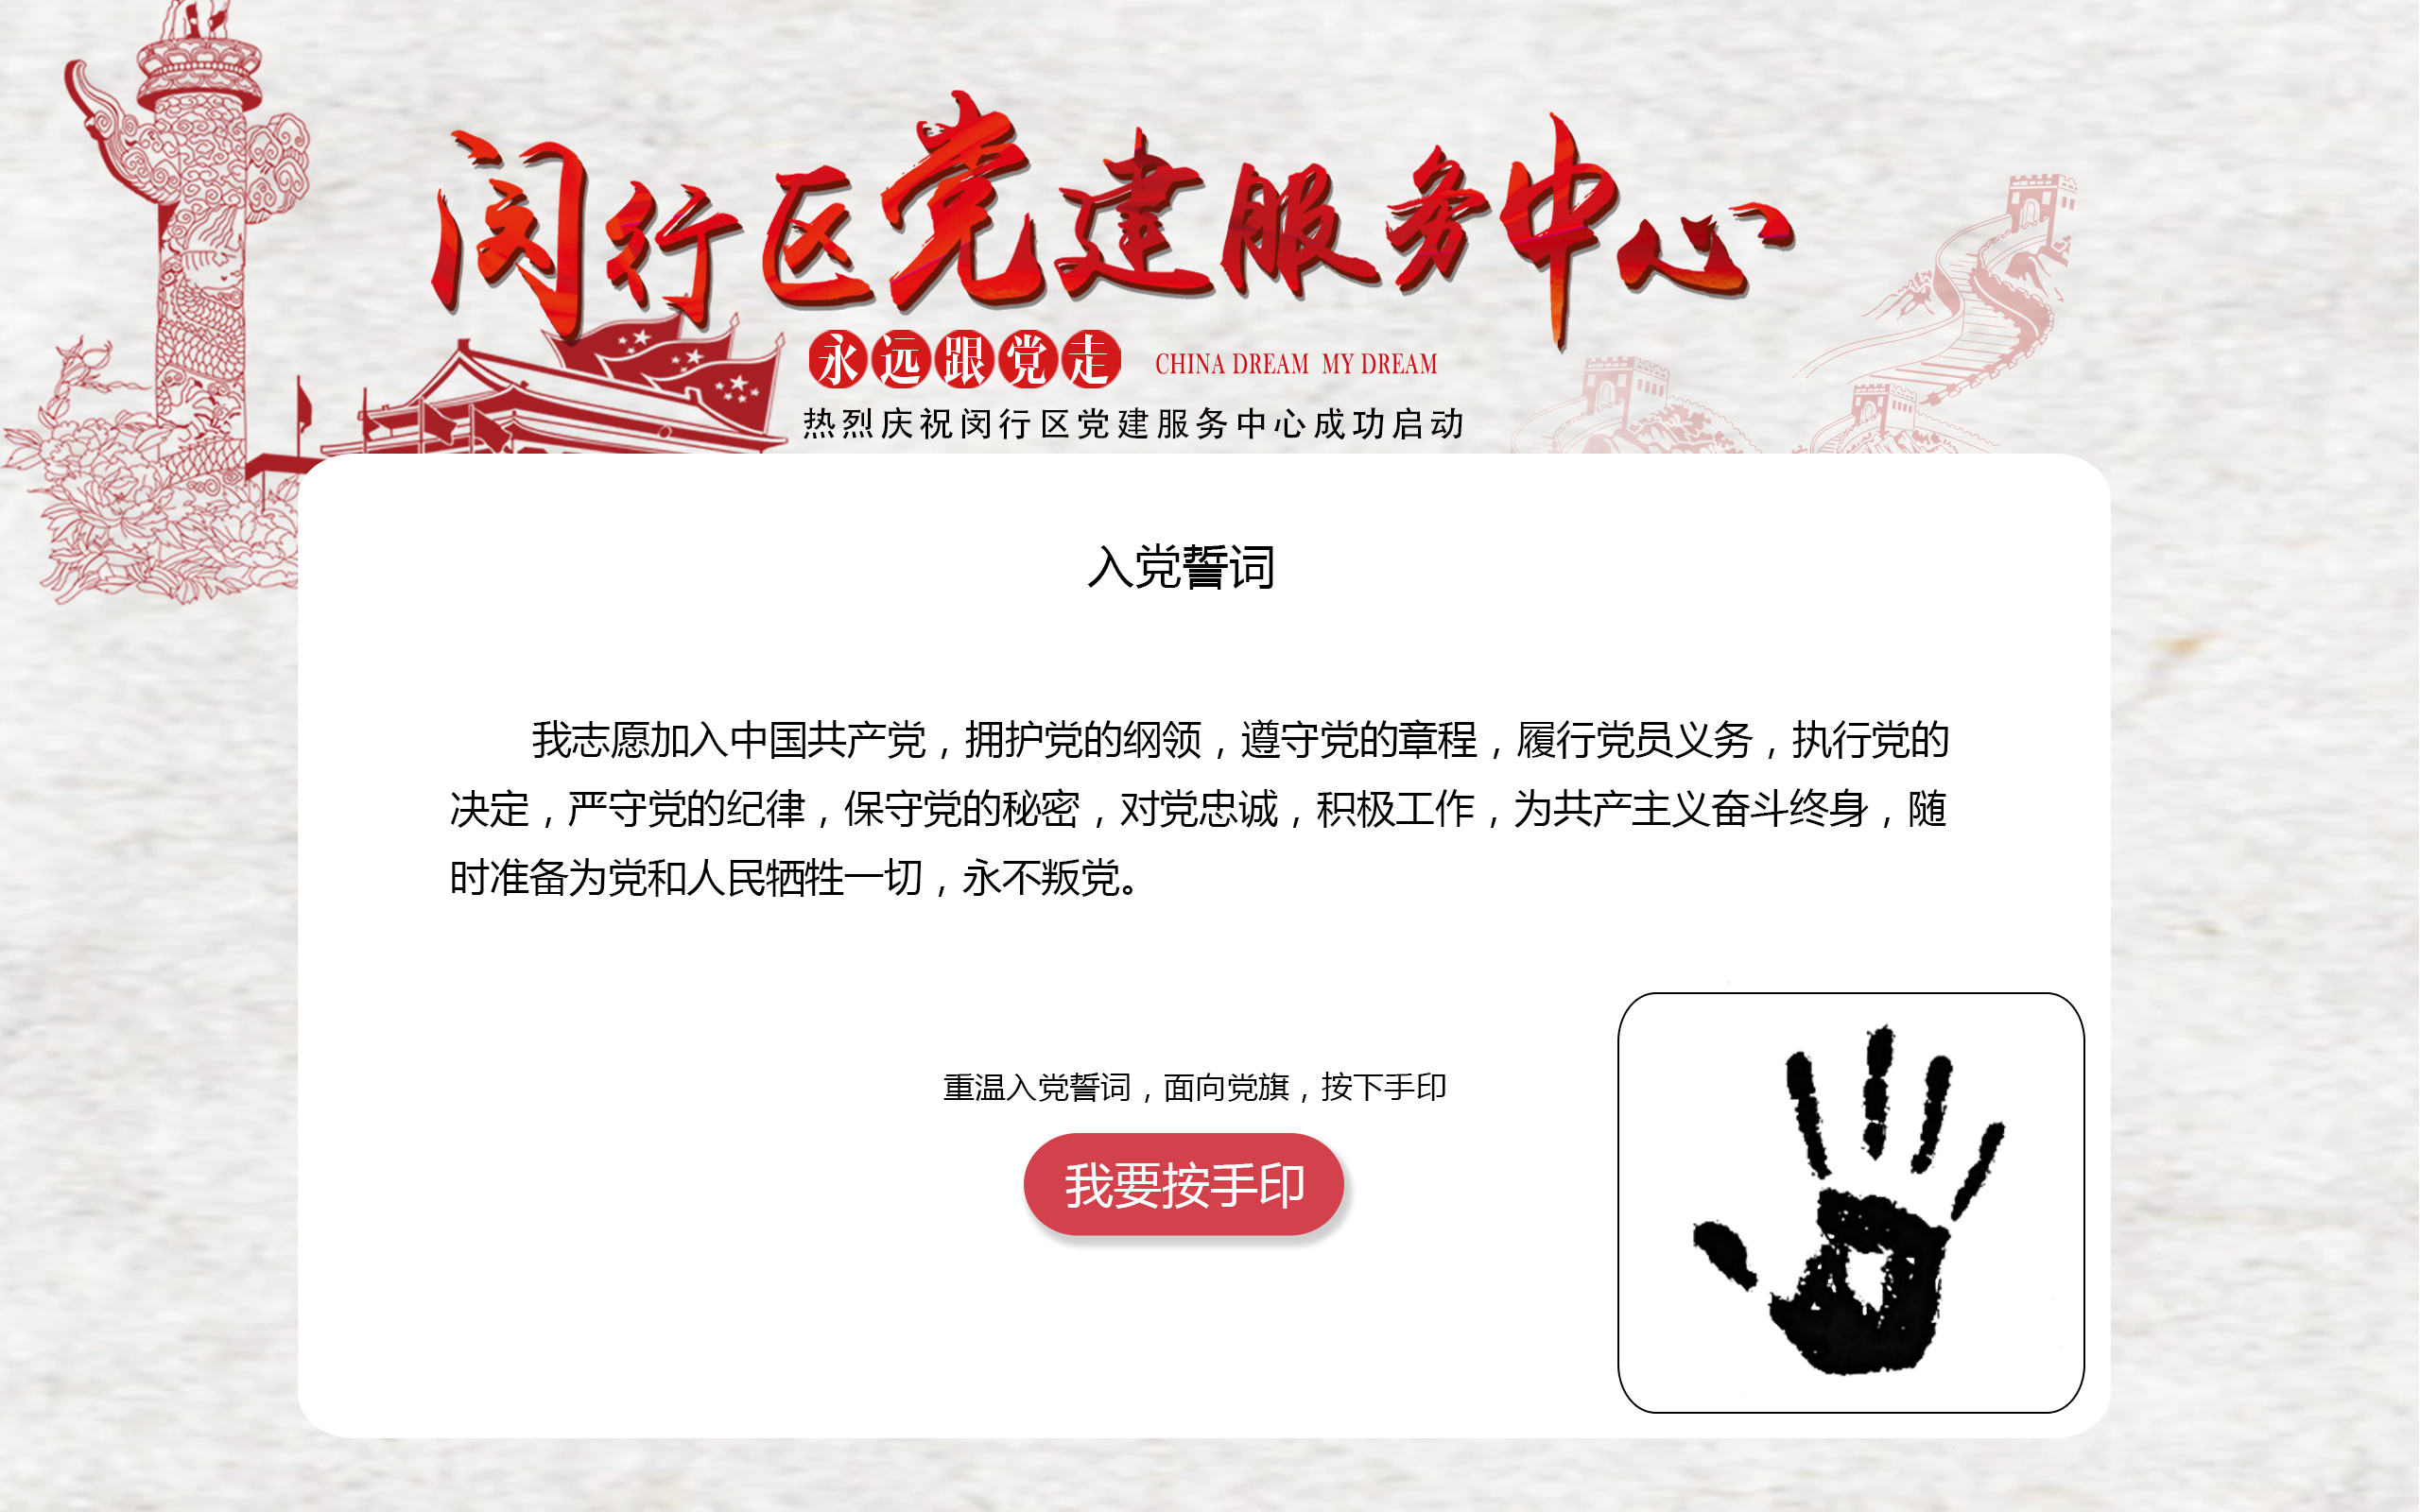 闵行区党建服务中心
永远跟党走 CHINA DREAM MY DREAM
热烈庆祝闵行区党建服务中心成功启动
入党誓词
我志愿加入中国共产党，拥护党的纲领，遵守党的章程，履行党员义务，执行党的
决定，严守党的纪律，保守党的秘密，对党忠诚，积极工作，为共产主义奋斗终身，随
时准备为党和人民牺牲一切，永不叛党。
重温入党誓词，面向党旗，按下手印
我要按手印